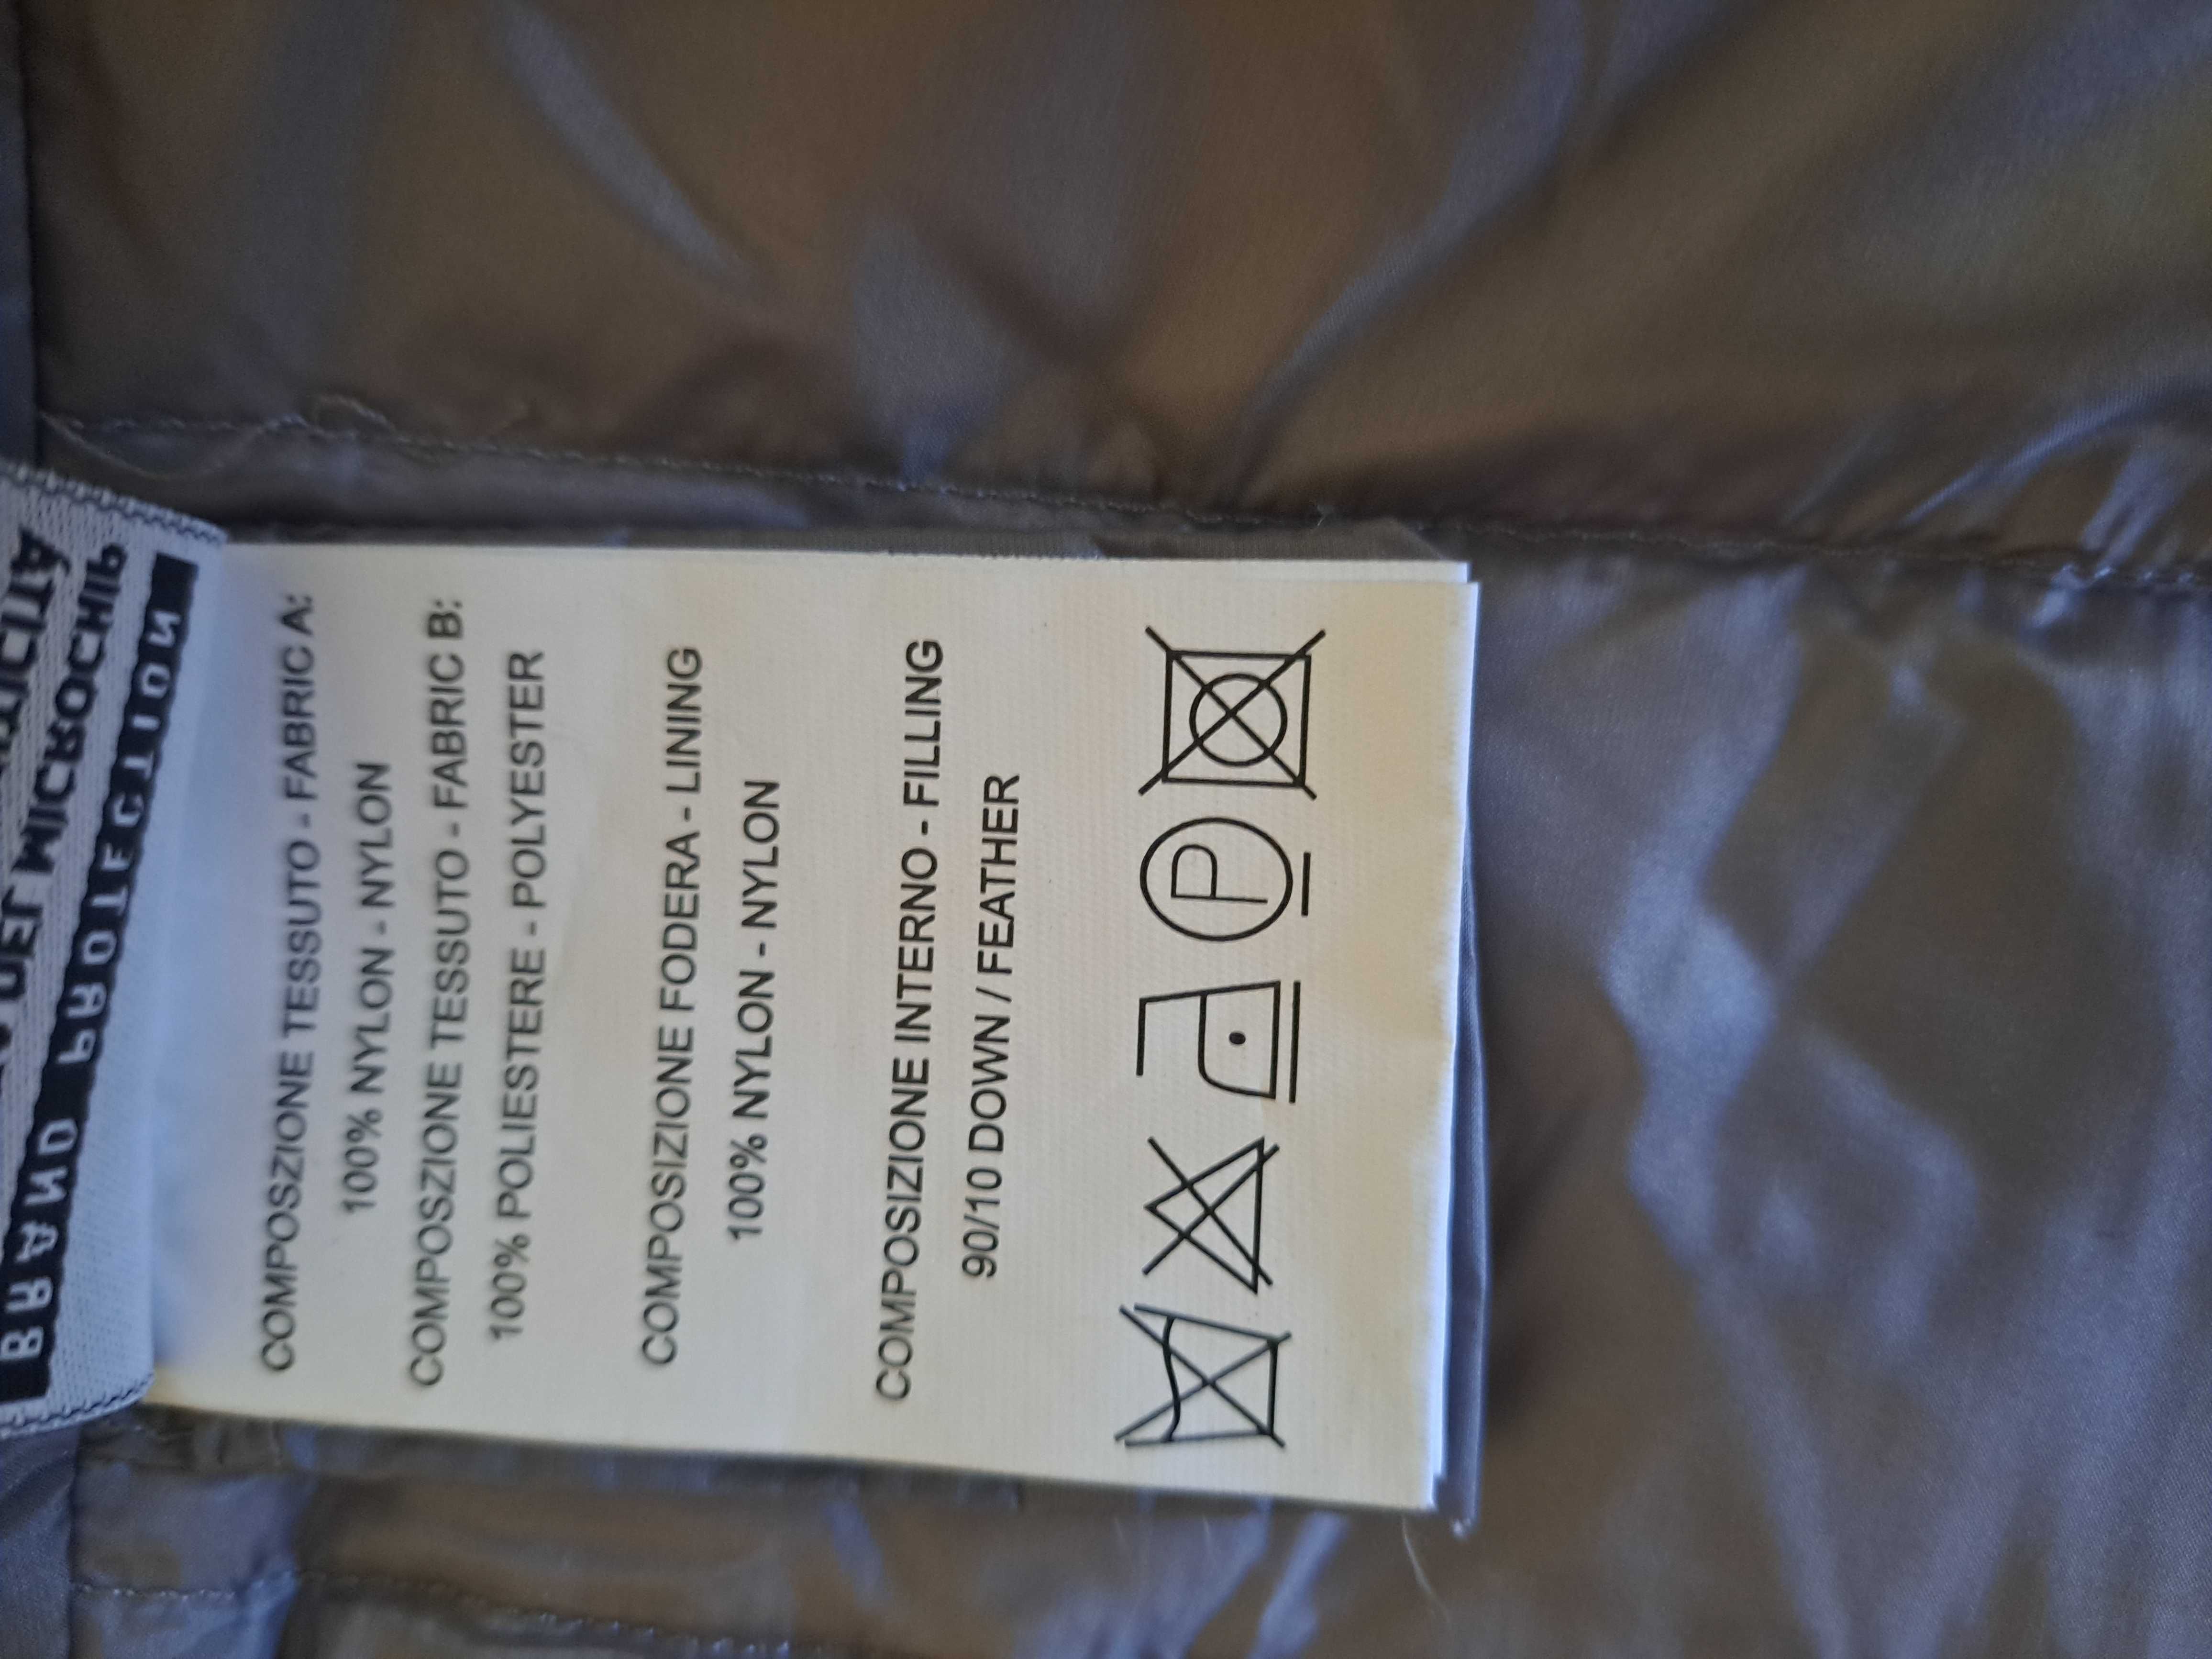 COMPOSZIONE TESSUTO - FABRIC A:
100% NYLON - NYLON
COMPOSZIONE TESSUTO - FABRIC B:
100% POLIESTERE - POLYESTER
COMPOSIZIONE FODERA - LINING
100% NYLON - NYLON
COMPOSIZIONE INTERNO - FILLING
90/10 DOWN / FEATHER
P
MICROCHIP
BRAND PROTECTION